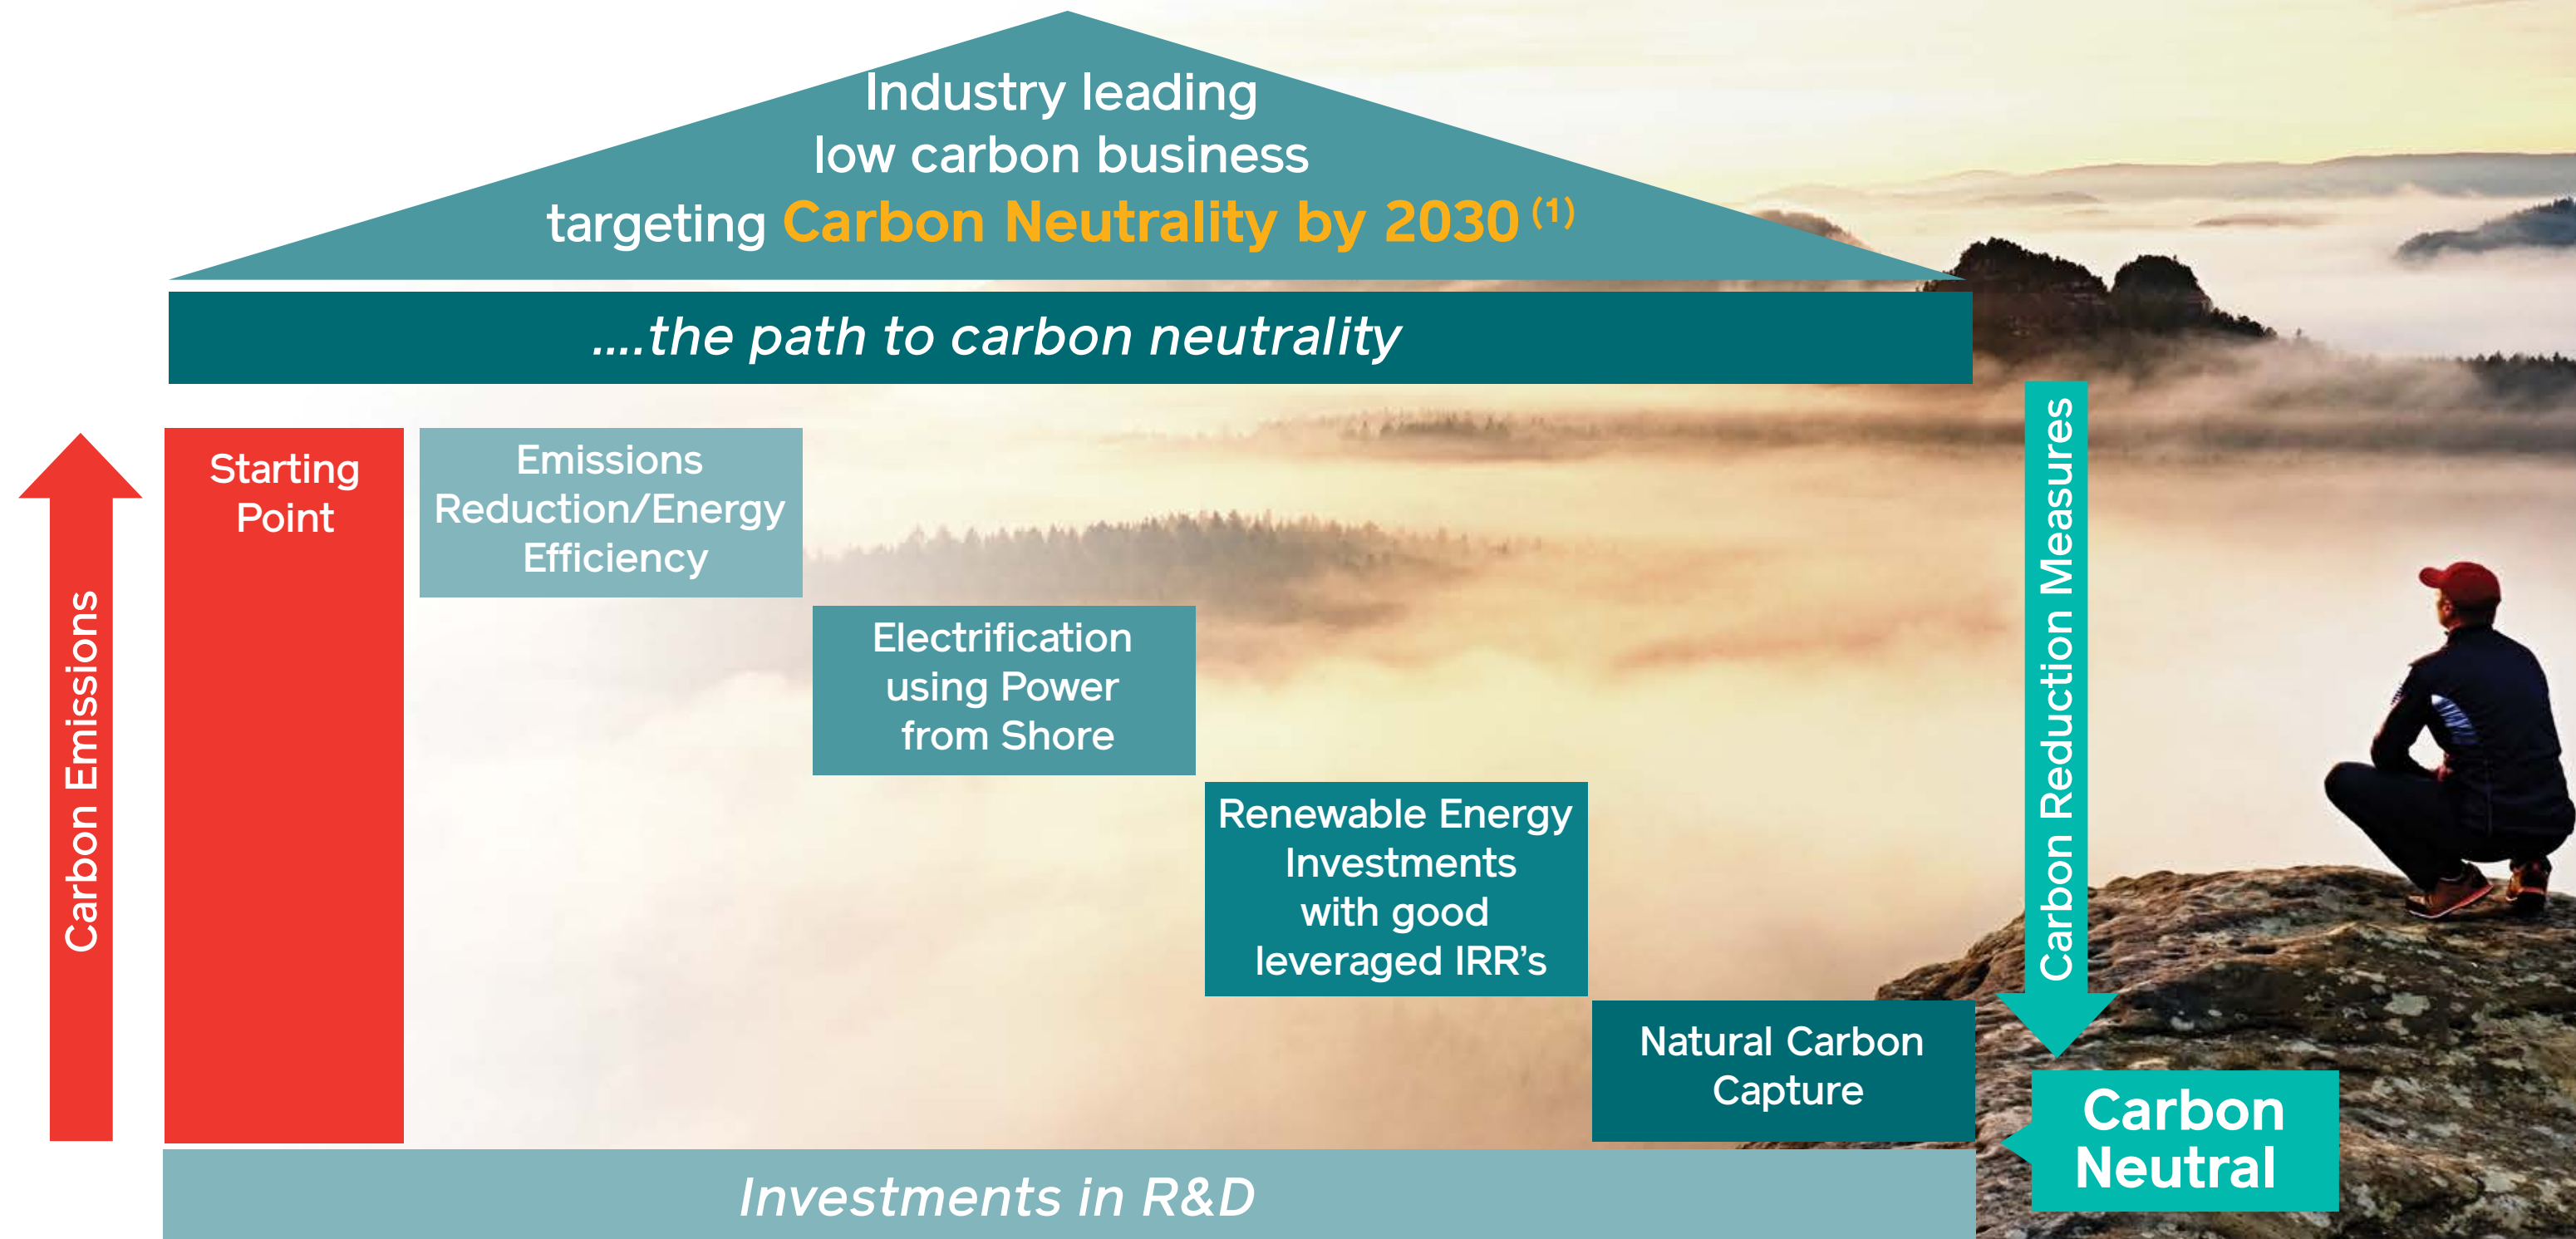 Industry leading
low carbon business
targeting Carbon Neutrality by 2030 (1)
....the path to carbon neutrality
Carbon Emissions
Starting
Point
Emissions
Reduction/Energy
Efficiency
Electrification
using Power
from Shore
Renewable Energy
Investments
with good
leveraged IRR’s
Natural Carbon
Capture
Carbon Reduction Measures
Carbon
Neutral
Investments in R&D